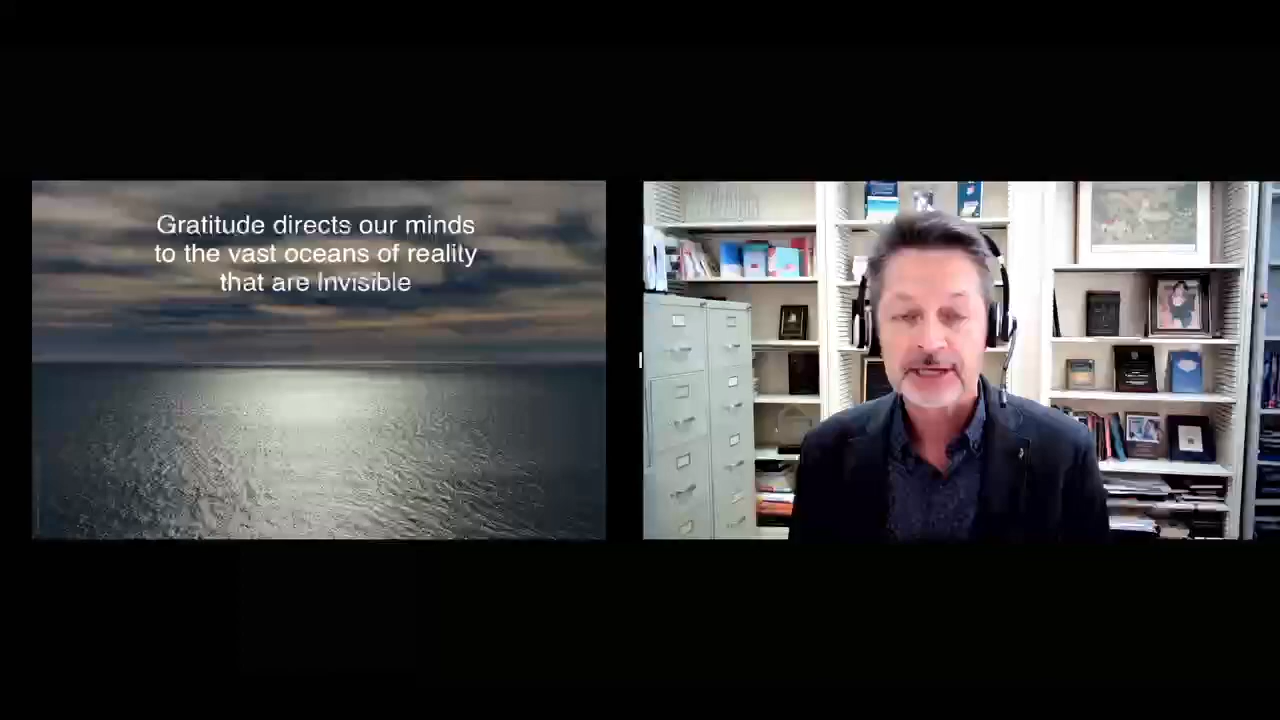 Gratitude directs our minds
to the vast oceans of reality
that are Invisible